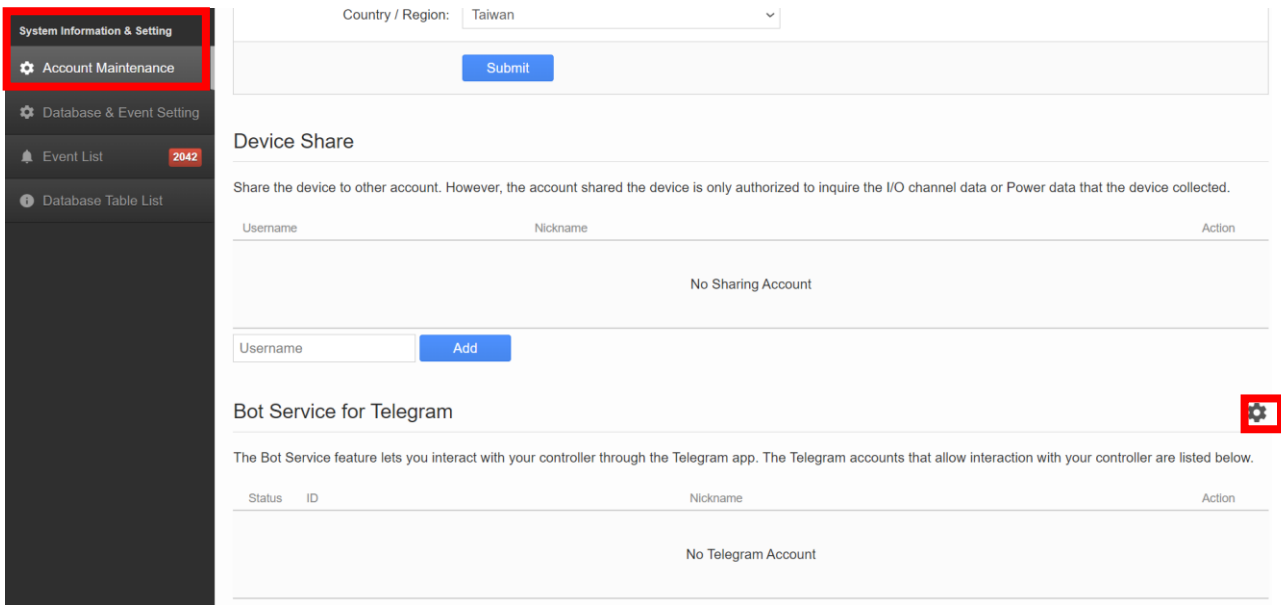 System Information & Setting
Account Maintenance
Database & Event Setting
Event List 2042
Database Table List
Country / Region: Taiwan
Submit
Device Share
Share the device to other account. However, the account shared the device is only authorized to inquire the I/O channel data or Power data that the device collected.
Username Nickname Action
No Sharing Account
Username Add
Bot Service for Telegram
The Bot Service feature lets you interact with your controller through the Telegram app. The Telegram accounts that allow interaction with your controller are listed below.
Status ID Nickname Action
No Telegram Account